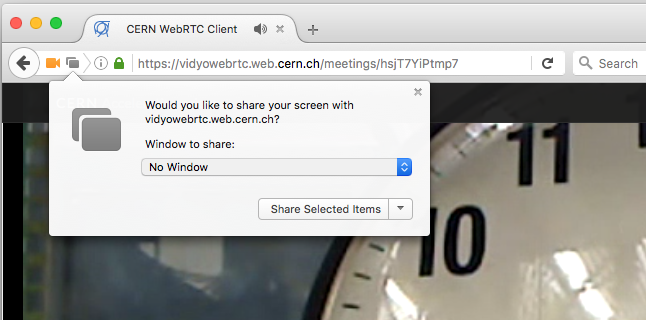 CERN WebRTC Client
https://vidyowebrtc.web.cern.ch/meetings/hsjT7YiPtmp7
Search
Would you like to share your screen with
vidyowebrtc.web.cern.ch?
Window to share:
No Window
Share Selected Items
11
10